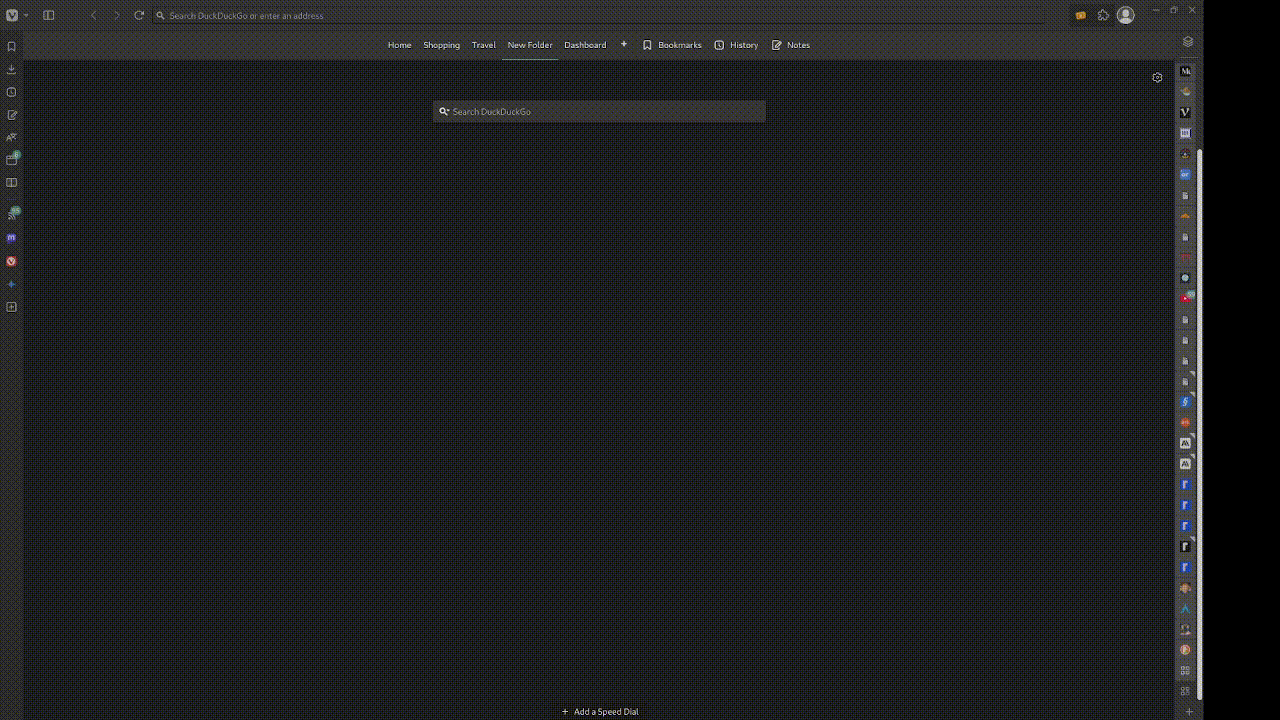 Search DuckDuckGo or enter an address
Home Shopping Travel New Folder Dashboard + Bookmarks History Notes
Search DuckDuckGo
+ Add a Speed Dial